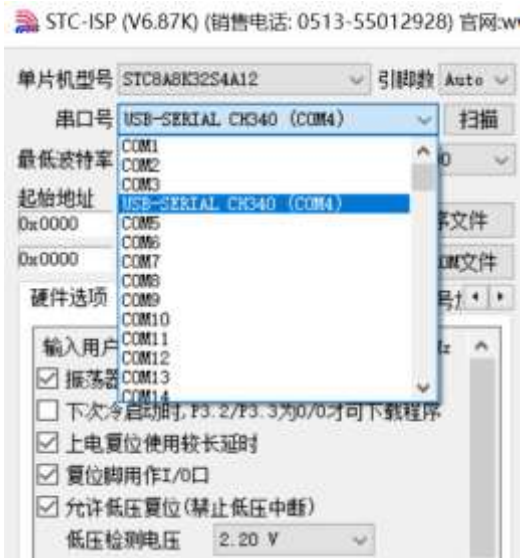 STC-ISP (V6.87K) (销售电话: 0513-55012928) 官网:w
单片机型号 STC8A8K32S4A12 引脚数 Auto
串口号 USB-SERIAL CH340 (COM4) 扫描
COM1
最低波特率 COM2
COM3
起始地址 USB-SERIAL CH340 (COM4)
0x0000 COM5 序文件
COM6
0x0000 COM7 OM文件
COM8
硬件选项 COM9
COM10
输入用户 COM11
COM12
振荡器 COM13
COM14
下次冷启动时, P3.2/P3.3为0/0才可下载程序
上电复位使用较长延时
复位脚用作I/O口
允许低压复位(禁止低压中断)
低压检测电压 2.20 V